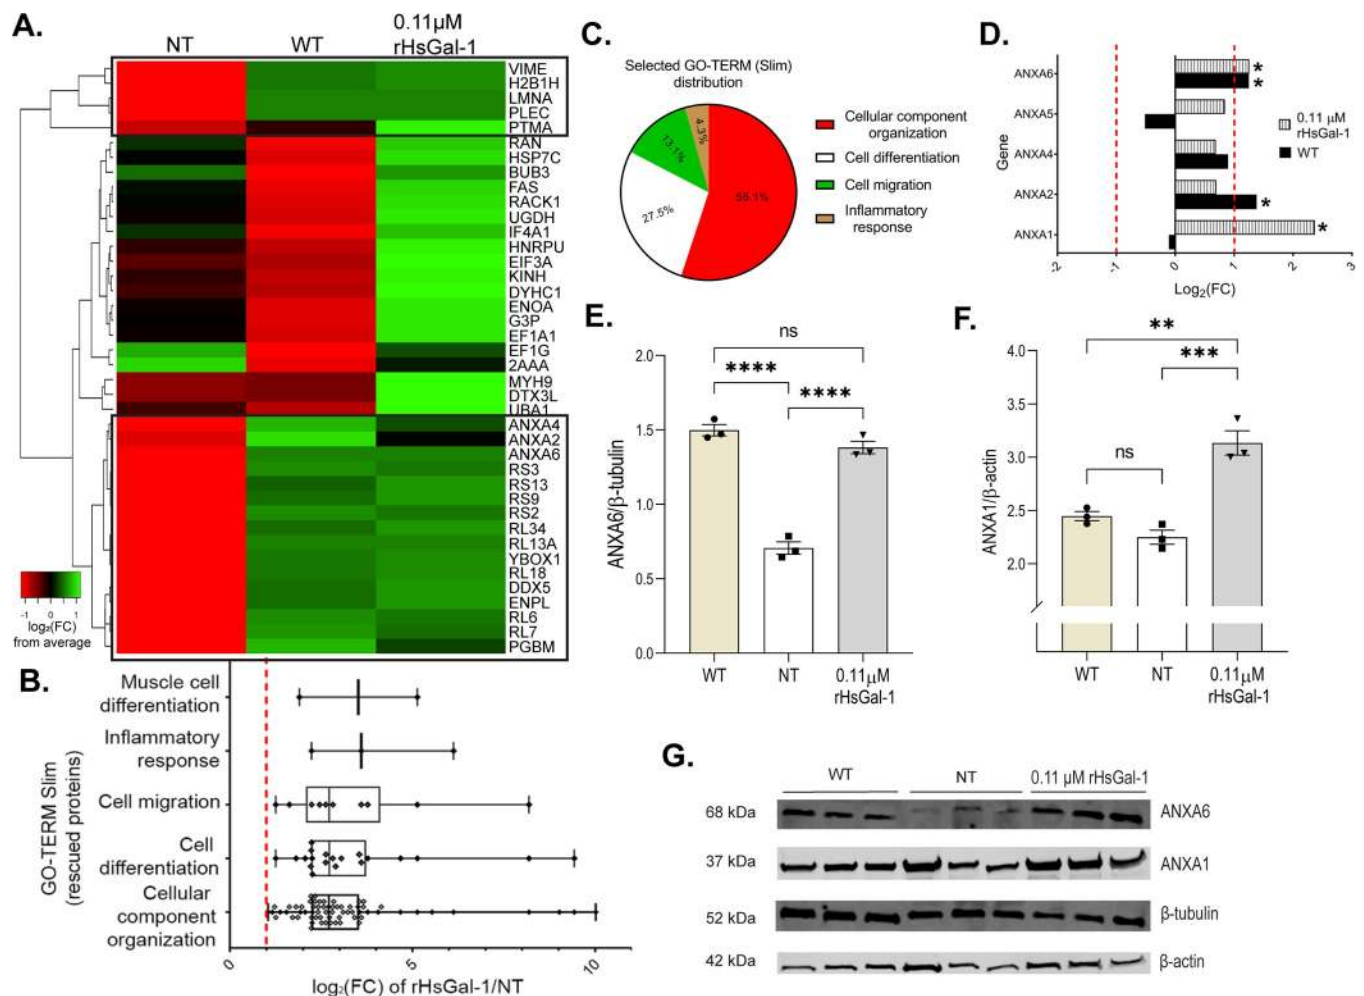 A.
NT
WT
0.11µM
rHsGal-1
VIME
H2B1H
LMNA
PLEC
PTMA
RAN
HSP7C
BUB3
FAS
RACK1
UGDH
IF4A1
HNRPU
EIF3A
KINH
DYHC1
ENOA
G3P
EF1A1
EF1G
2AAA
MYH9
DTX3L
UBA1
ANXA4
ANXA2
ANXA6
RS3
RS13
RS9
RS2
RL34
RL13A
YBOX1
RL18
DDX5
ENPL
RL6
RL7
PGBM
-1 0 1
log₂(FC)
from average
B.
GO-TERM Slim
(rescued proteins)
Muscle cell
differentiation
Inflammatory
response
Cell migration
Cell
differentiation
Cellular
component
organization
0 5 10
log₂(FC) of rHsGal-1/NT
C.
Selected GO-TERM (Slim)
distribution
4.3%
13.1%
27.5%
55.1%
Cellular component
organization
Cell differentiation
Cell migration
Inflammatory
response
D.
Gene
ANXA6
ANXA5
ANXA4
ANXA2
ANXA1
* * * *
-2 -1 0 1 2 3
Log₂(FC)
0.11 µM
rHsGal-1
WT
E.
ns
****
****
ANXA6/β-tubulin
2.0
1.5
1.0
0.5
0.0
WT NT 0.11µM
rHsGal-1
F.
**
***
ns
ANXA1/β-actin
4.0
3.5
3.0
2.5
2.0
WT NT 0.11µM
rHsGal-1
G.
WT NT 0.11 µM rHsGal-1
68 kDa ANXA6
37 kDa ANXA1
52 kDa β-tubulin
42 kDa β-actin